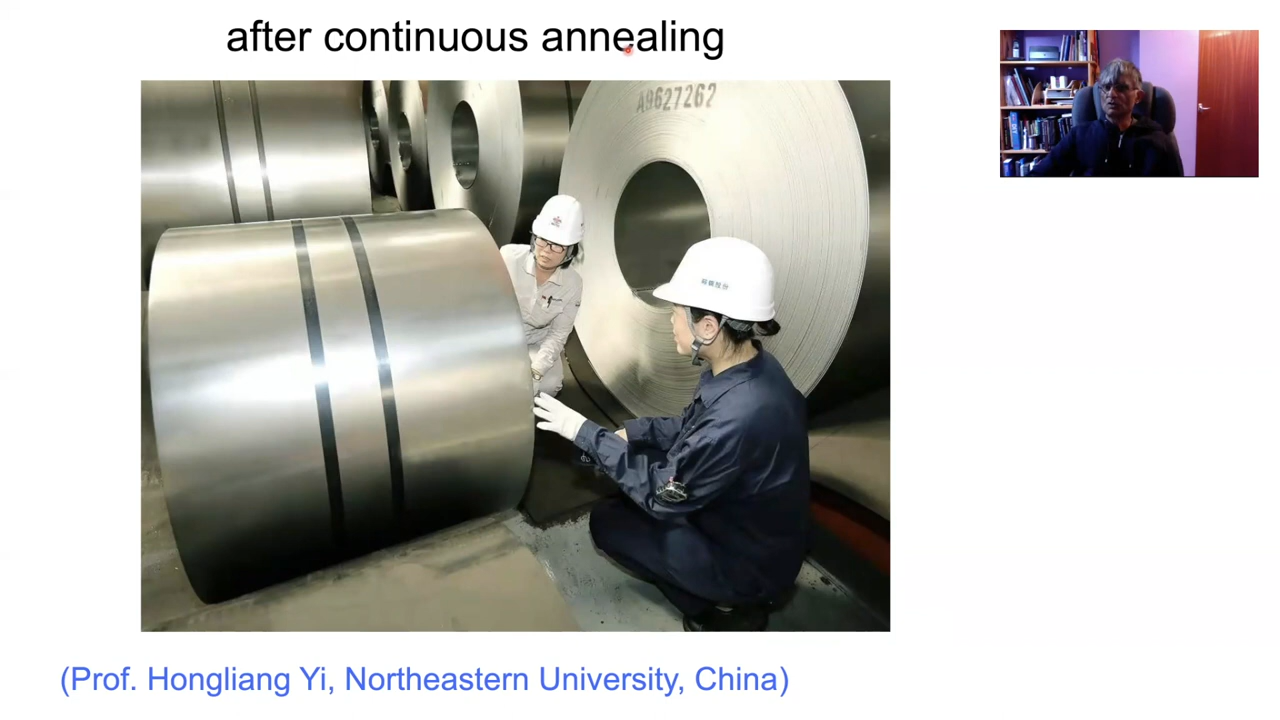 after continuous annealing
A9627262
(Prof. Hongliang Yi, Northeastern University, China)